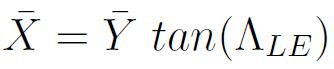 X̄ = Ȳ tan(Λ_LE)